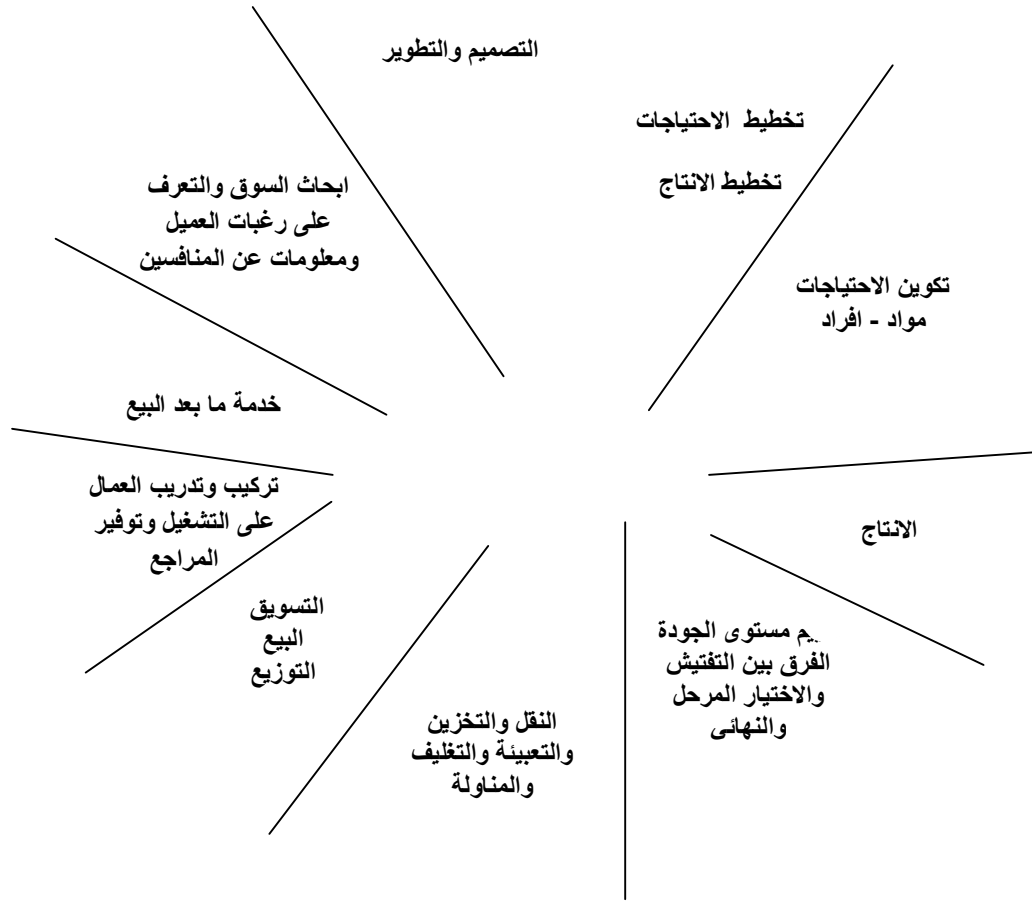 التصميم والتطوير
تخطيط الاحتياجات
تخطيط الانتاج
ابحاث السوق والتعرف
على رغبات العميل
ومعلومات عن المنافسين
تكوين الاحتياجات
مواد - افراد
خدمة ما بعد البيع
تركيب وتدريب العمال
على التشغيل وتوفير
المراجع
الانتاج
التسويق
البيع
التوزيع
مستوى الجودة
الفرق بين التفتيش
والاختيار المرحل
والنهائى
النقل والتخزين
والتعبيئة والتغليف
والمناولة